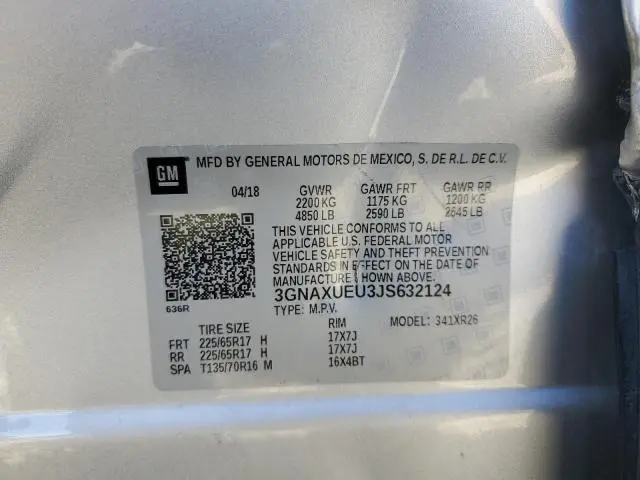 GM
MFD BY GENERAL MOTORS DE MEXICO, S. DE R.L. DE C.V.
04/18 GVWR GAWR FRT GAWR RR
2200 KG 1175 KG 1200 KG
4850 LB 2590 LB 2645 LB
THIS VEHICLE CONFORMS TO ALL
APPLICABLE U.S. FEDERAL MOTOR
VEHICLE SAFETY AND THEFT PREVENTION
STANDARDS IN EFFECT ON THE DATE OF
MANUFACTURE SHOWN ABOVE.
3GNAXUEU3JS632124
636R
TYPE: M.P.V.
MODEL: 341XR26
TIRE SIZE RIM
FRT 225/65R17 H 17X7J
RR 225/65R17 H 17X7J
SPA T135/70R16 M 16X4BT